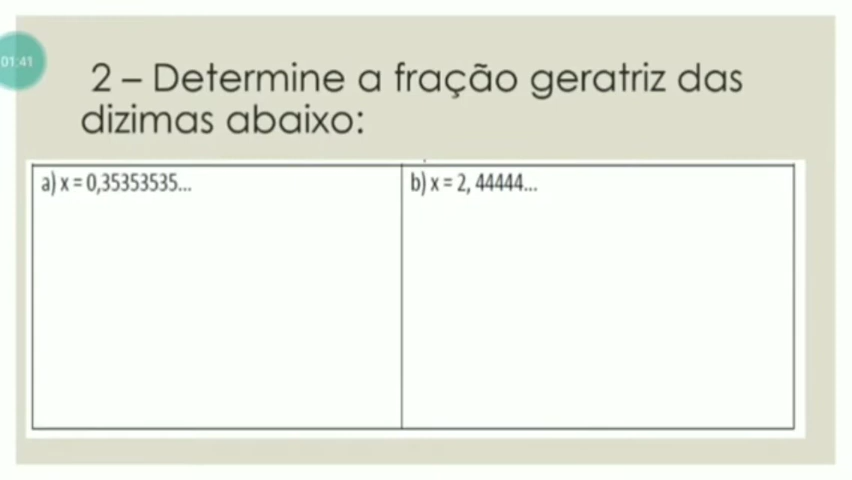 01:41
2 – Determine a fração geratriz das
dizimas abaixo:
a) x = 0,35353535...
b) x = 2, 44444...